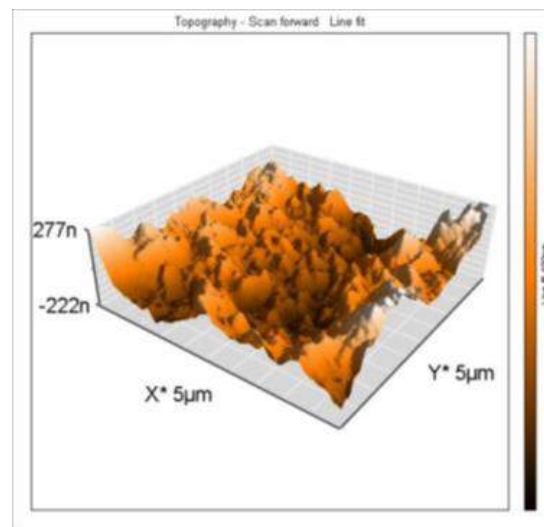 Topography - Scan forward Line fit
277n
-222n
X* 5µm
Y* 5µm